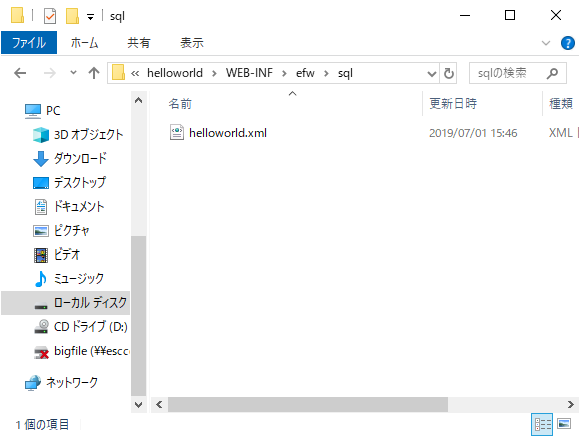 sql
ファイル ホーム 共有 表示
« helloworld › WEB-INF › efw › sql sqlの検索
名前 更新日時 種類
helloworld.xml 2019/07/01 15:46 XML
PC
3D オブジェクト
ダウンロード
デスクトップ
ドキュメント
ピクチャ
ビデオ
ミュージック
ローカル ディスク
CD ドライブ (D:)
bigfile (¥¥escc
ネットワーク
1 個の項目